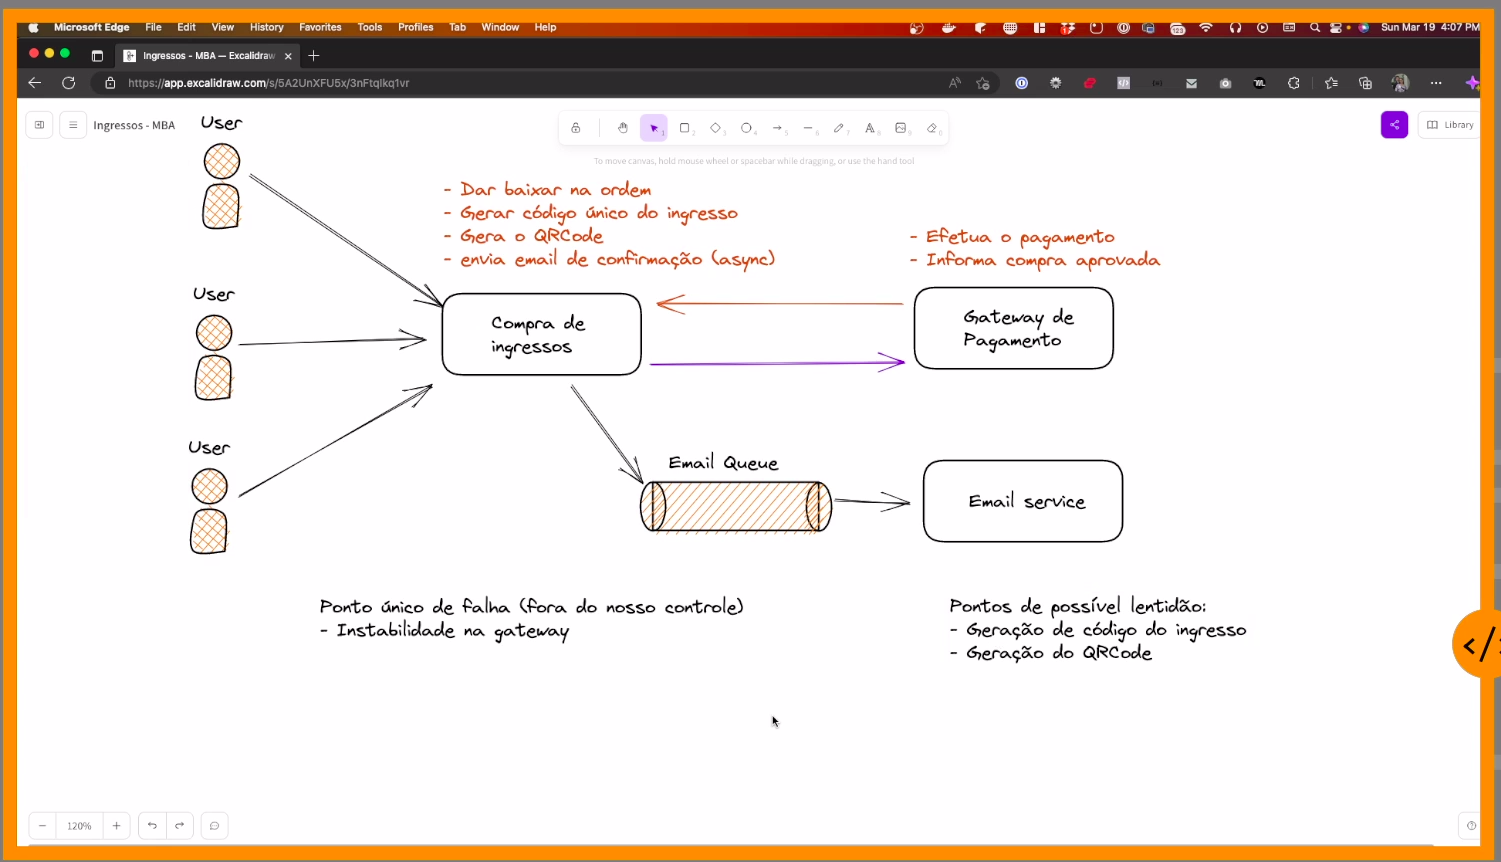 Microsoft Edge File Edit View History Favorites Tools Profiles Tab Window Help Sun Mar 19 4:07 PM
Ingressos - MBA — Excalidraw
https://app.excalidraw.com/s/5A2UnXFU5x/3nFtqIkq1vr
Ingressos - MBA
Library
To move canvas, hold mouse wheel or spacebar while dragging, or use the hand tool
User
- Dar baixar na ordem
- Gerar código único do ingresso
- Gera o QRCode
- envia email de confirmação (async)
- Efetua o pagamento
- Informa compra aprovada
User
Compra de
ingressos
Gateway de
Pagamento
User
Email Queue
Email service
Ponto único de falha (fora do nosso controle)
- Instabilidade na gateway
Pontos de possível lentidão:
- Geração de código do ingresso
- Geração do QRCode
120%